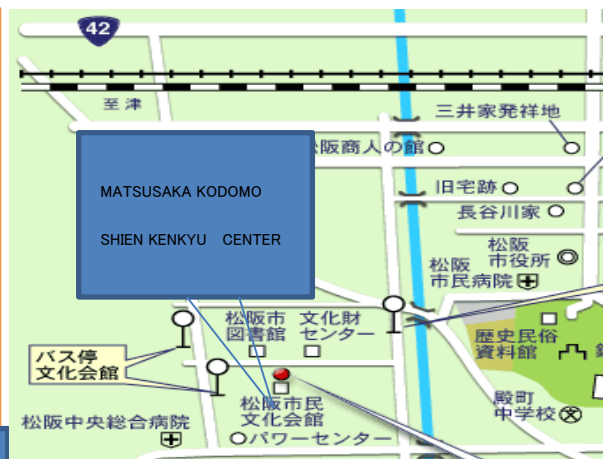 42
至津
三井家発祥地
松阪商人の館
MATSUSAKA KODOMO
SHIEN KENKYU CENTER
旧宅跡
長谷川家
松阪
市役所
松阪
市民病院
松阪市
図書館
文化財
センター
歴史民俗
資料館
バス停
文化会館
殿町
中学校
松阪市民
文化会館
松阪中央総合病院
パワーセンター